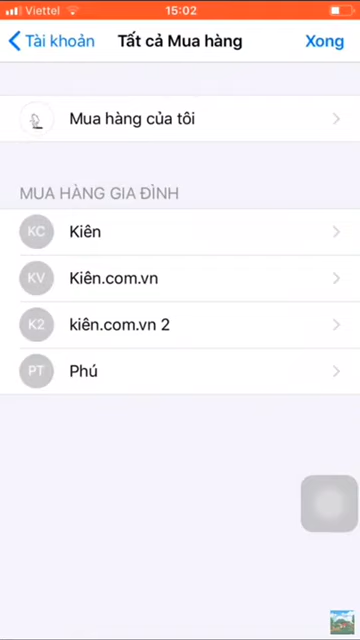 Viettel 15:02
Tài khoản Tất cả Mua hàng Xong
Mua hàng của tôi
MUA HÀNG GIA ĐÌNH
KC Kiên
KV Kiên.com.vn
K2 kiên.com.vn 2
PT Phú